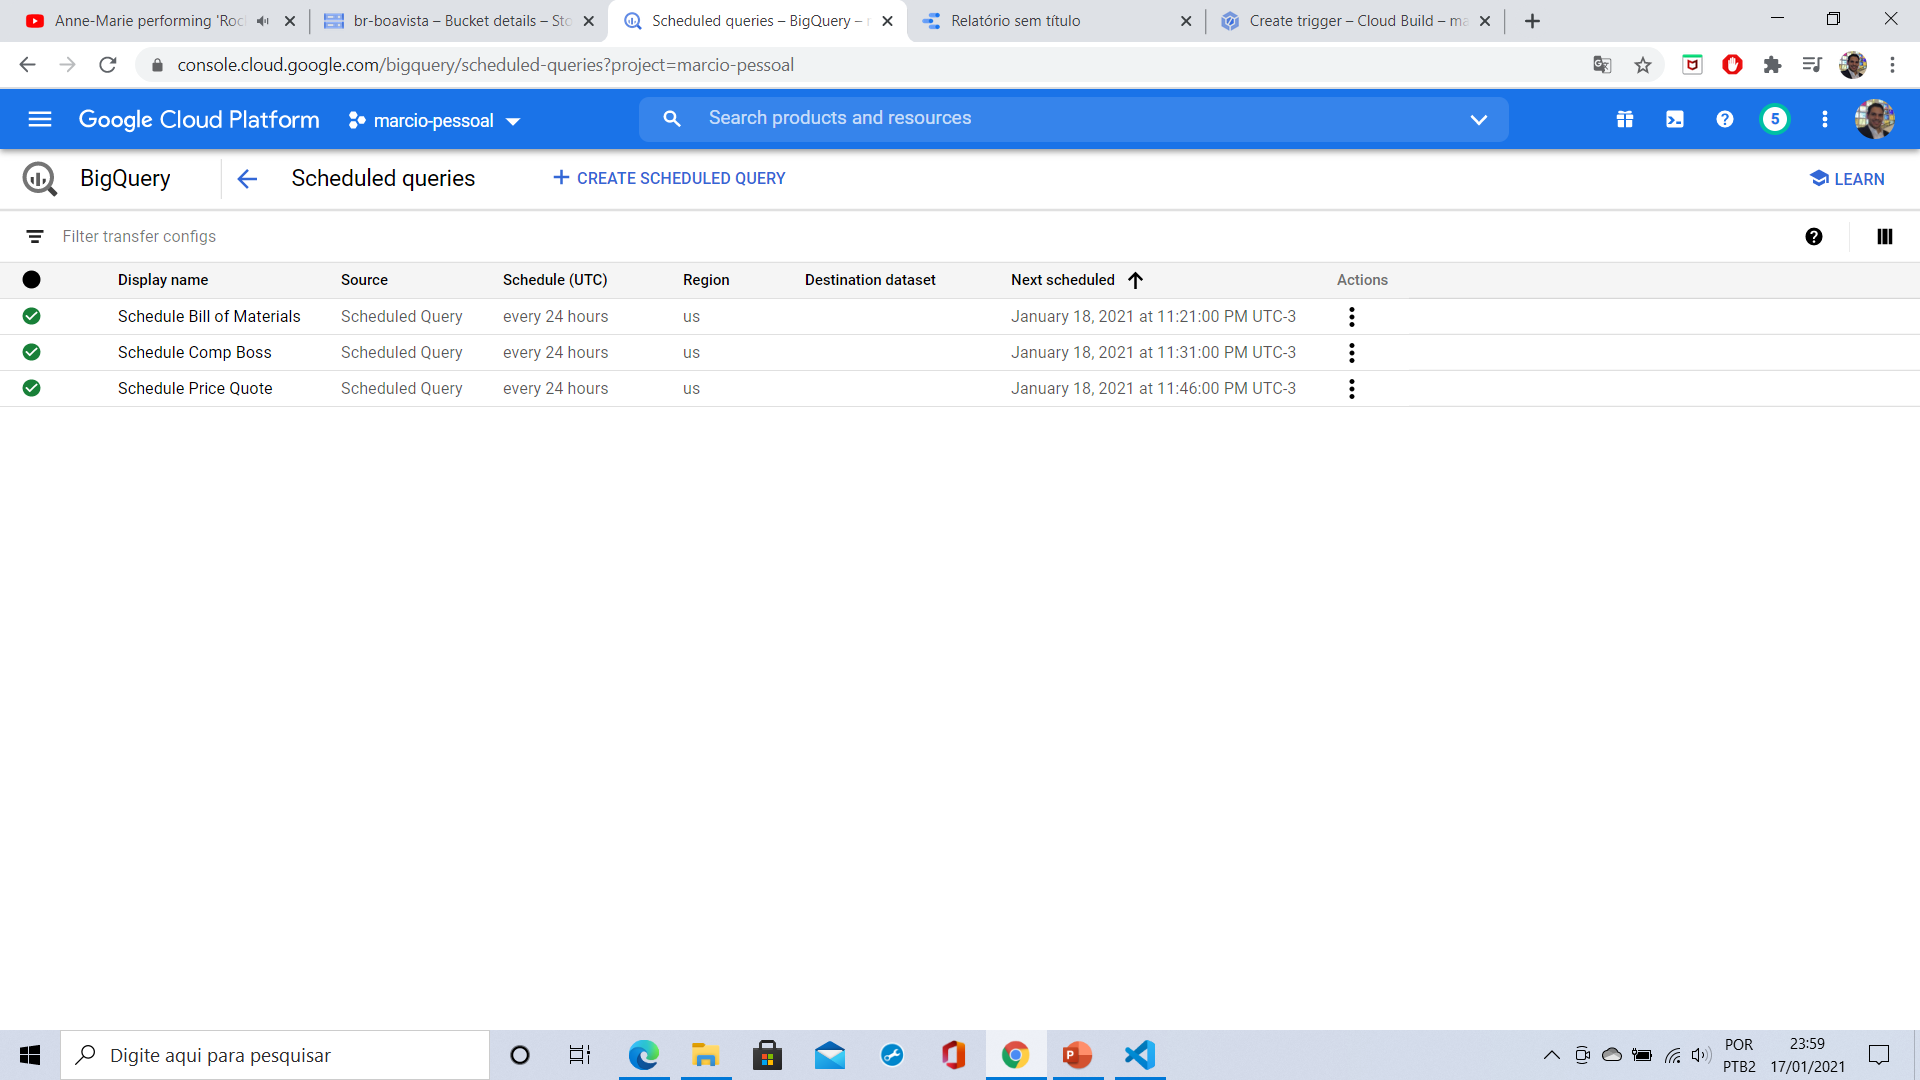 Anne-Marie performing 'Roc
br-boavista – Bucket details – Sto
Scheduled queries – BigQuery –
Relatório sem título
Create trigger – Cloud Build – ma
console.cloud.google.com/bigquery/scheduled-queries?project=marcio-pessoal
Google Cloud Platform
marcio-pessoal
Search products and resources
5
BigQuery
Scheduled queries
CREATE SCHEDULED QUERY
LEARN
Filter transfer configs
Display name Source Schedule (UTC) Region Destination dataset Next scheduled Actions
Schedule Bill of Materials Scheduled Query every 24 hours us January 18, 2021 at 11:21:00 PM UTC-3
Schedule Comp Boss Scheduled Query every 24 hours us January 18, 2021 at 11:31:00 PM UTC-3
Schedule Price Quote Scheduled Query every 24 hours us January 18, 2021 at 11:46:00 PM UTC-3
Digite aqui para pesquisar
POR
PTB2
23:59
17/01/2021